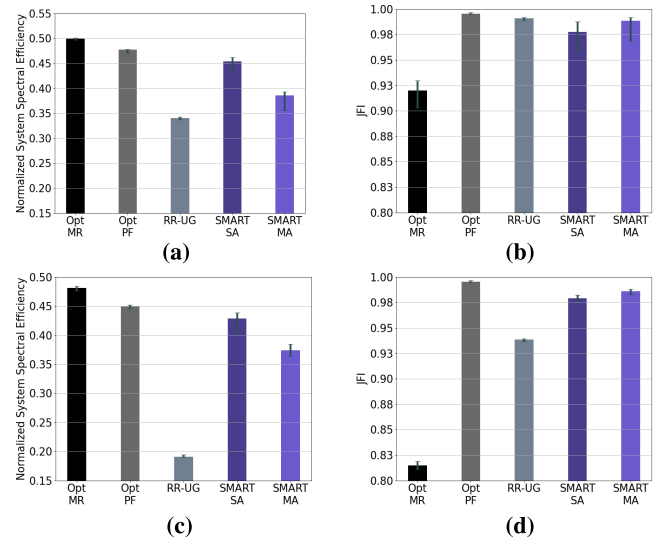 Normalized System Spectral Efficiency
0.55
0.50
0.45
0.40
0.35
0.30
0.25
0.20
0.15
Opt MR
Opt PF
RR-UG
SMART SA
SMART MA
(a)
JFI
1.00
0.98
0.95
0.93
0.90
0.88
0.85
0.83
0.80
Opt MR
Opt PF
RR-UG
SMART SA
SMART MA
(b)
Normalized System Spectral Efficiency
0.50
0.45
0.40
0.35
0.30
0.25
0.20
0.15
Opt MR
Opt PF
RR-UG
SMART SA
SMART MA
(c)
JFI
1.00
0.98
0.95
0.93
0.90
0.88
0.85
0.83
0.80
Opt MR
Opt PF
RR-UG
SMART SA
SMART MA
(d)